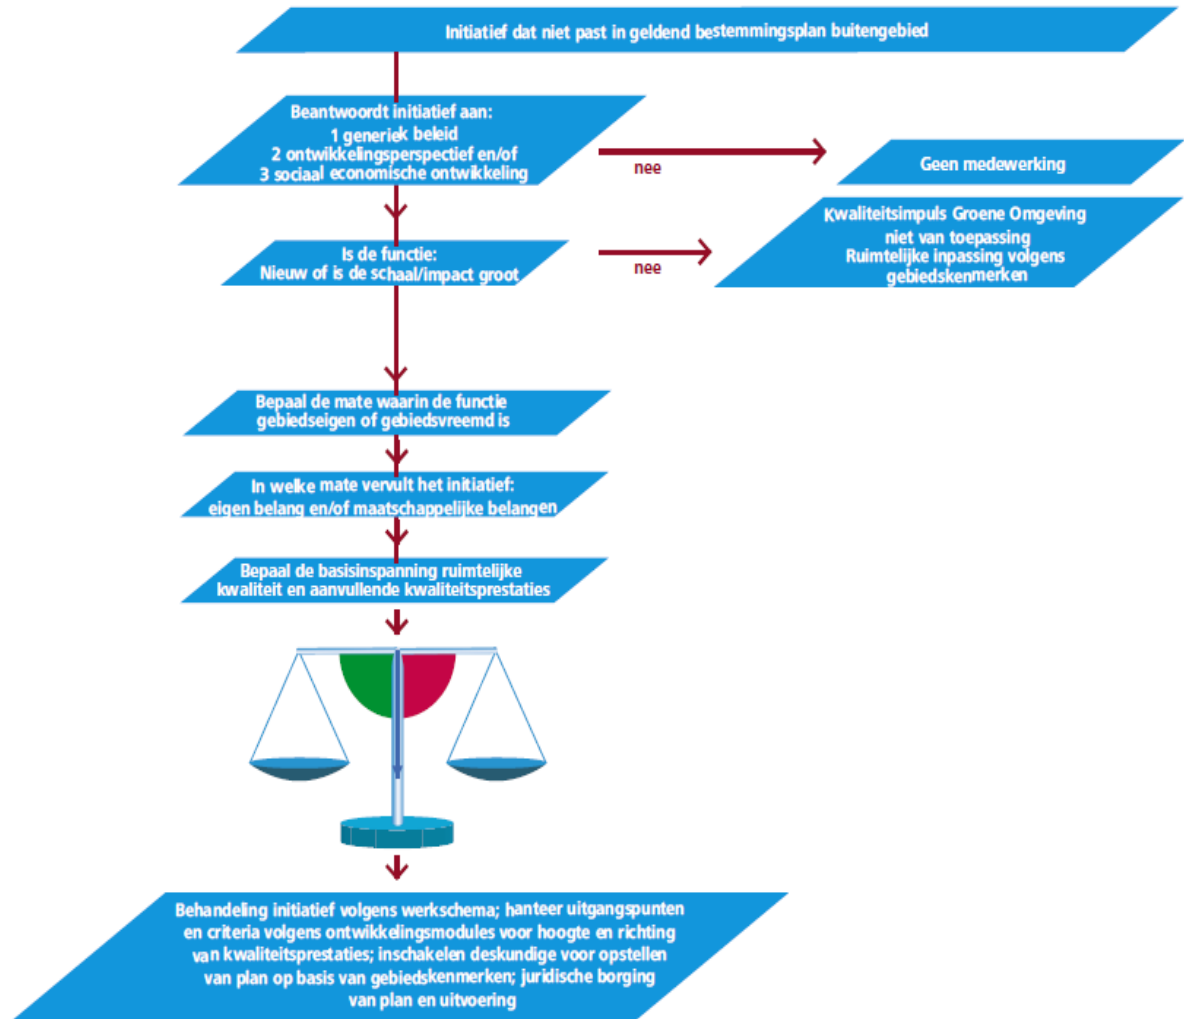 Initiatief dat niet past in geldend bestemmingsplan buitengebied
Beantwoordt initiatief aan:
1 generiek beleid
2 ontwikkelingsperspectief en/of
3 sociaal economische ontwikkeling
nee
Geen medewerking
Is de functie:
Nieuw of is de schaal/impact groot
nee
Kwaliteitsimpuls Groene Omgeving
niet van toepassing
Ruimtelijke inpassing volgens
gebiedskenmerken
Bepaal de mate waarin de functie
gebiedseigen of gebiedsvreemd is
In welke mate vervult het initiatief:
eigen belang en/of maatschappelijke belangen
Bepaal de basisinspanning ruimtelijke
kwaliteit en aanvullende kwaliteitsprestaties
Behandeling initiatief volgens werkschema; hanteer uitgangspunten
en criteria volgens ontwikkelingsmodules voor hoogte en richting
van kwaliteitsprestaties; inschakelen deskundige voor opstellen
van plan op basis van gebiedskenmerken; juridische borging
van plan en uitvoering